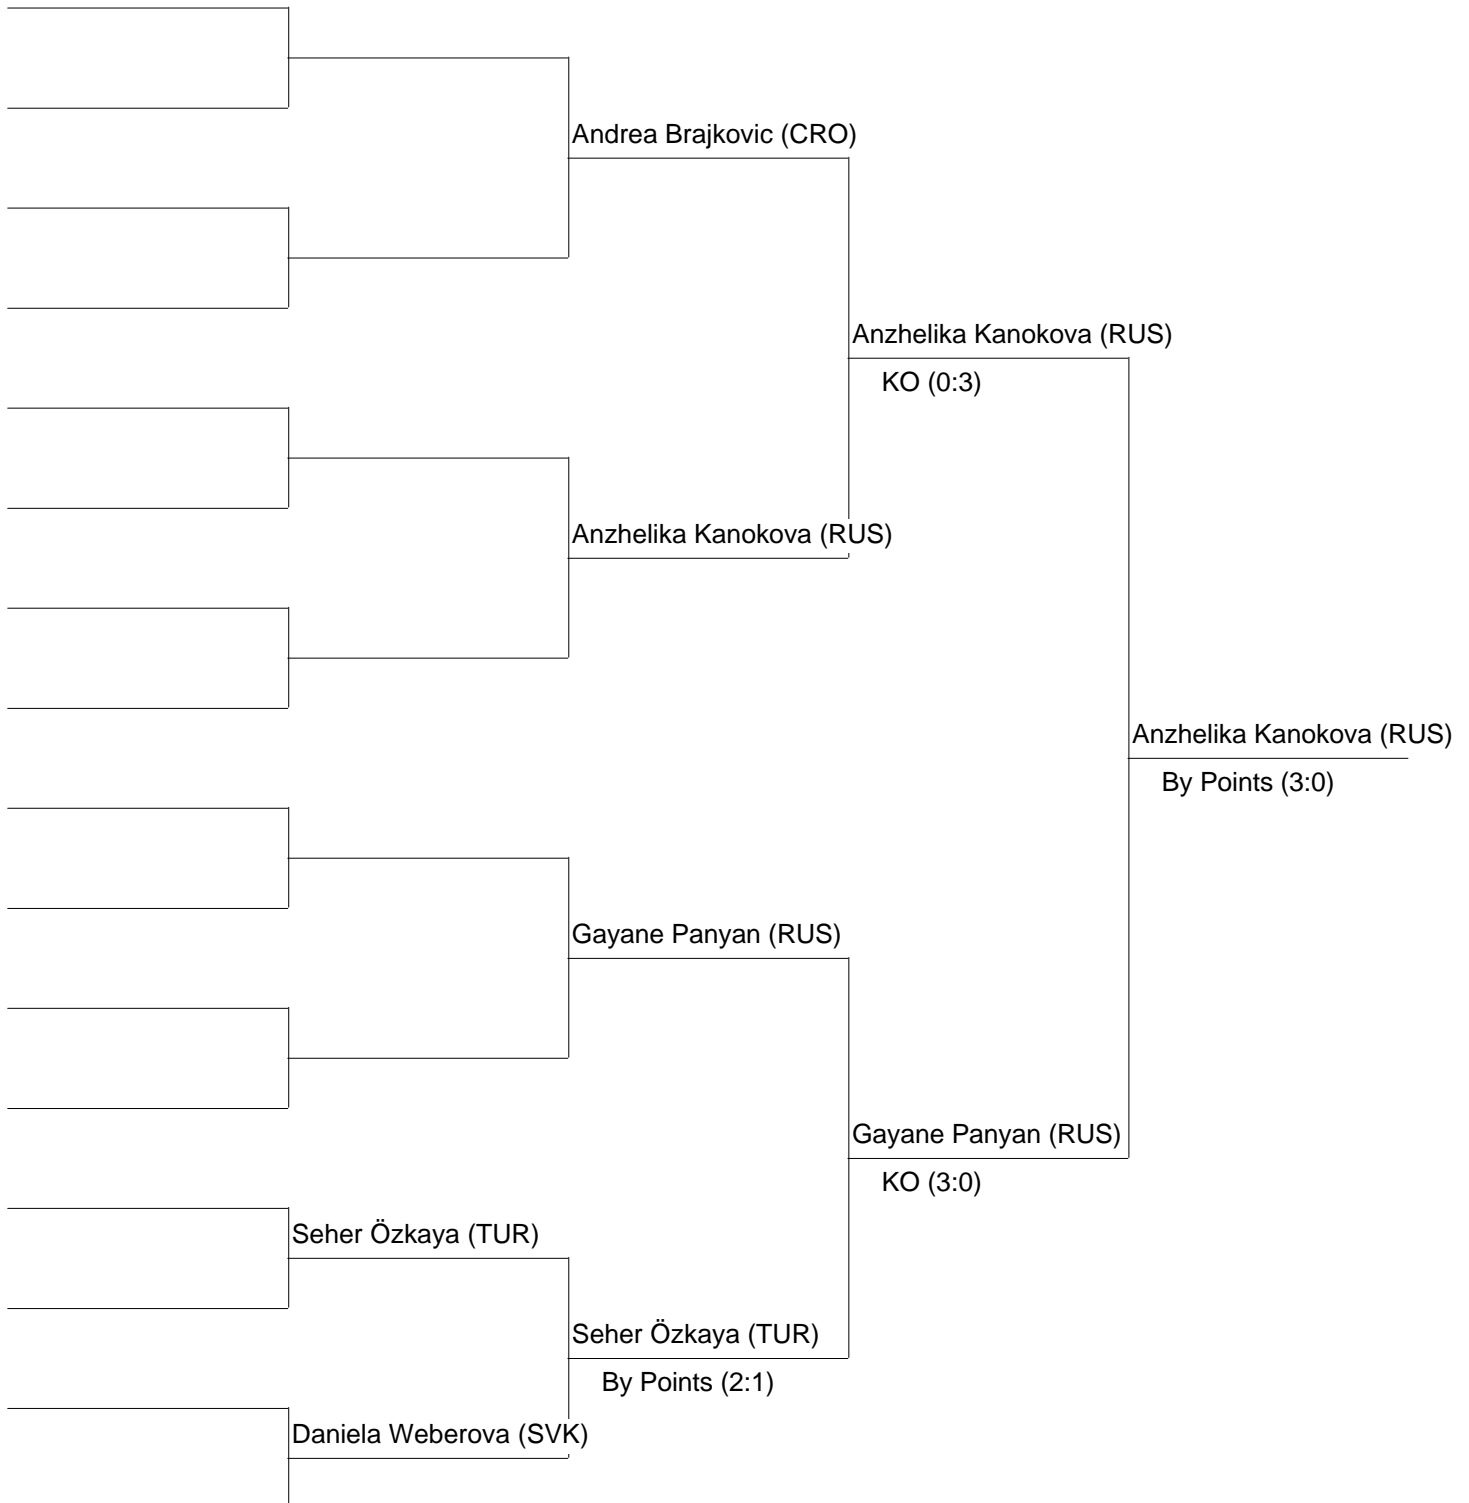 Andrea Brajkovic (CRO)
Anzhelika Kanokova (RUS)
KO (0:3)
Anzhelika Kanokova (RUS)
Anzhelika Kanokova (RUS)
By Points (3:0)
Gayane Panyan (RUS)
Gayane Panyan (RUS)
KO (3:0)
Seher Özkaya (TUR)
Seher Özkaya (TUR)
By Points (2:1)
Daniela Weberova (SVK)